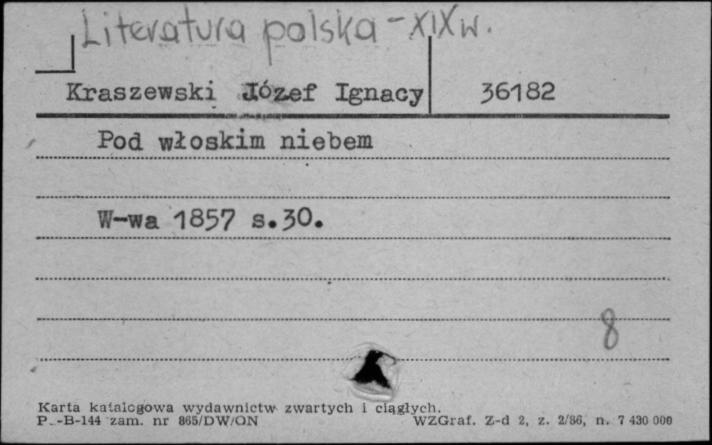 Literatura polska - XIX w.
Kraszewski Józef Ignacy 36182
Pod włoskim niebem
W-wa 1857 s.30.
8
Karta katalogowa wydawnictw zwartych i ciągłych.
P.-B-144 zam. nr 865/DW/ON WZGraf. Z-d 2, z. 2/86, n. 7 430 000